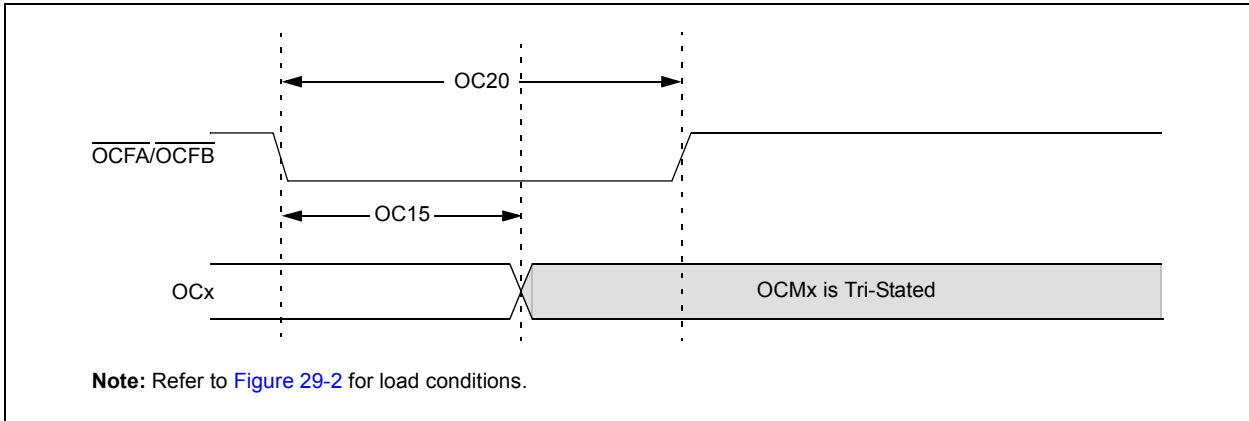 OC20
OCFA/OCFB
OC15
OCx
OCMx is Tri-Stated
Note: Refer to Figure 29-2 for load conditions.